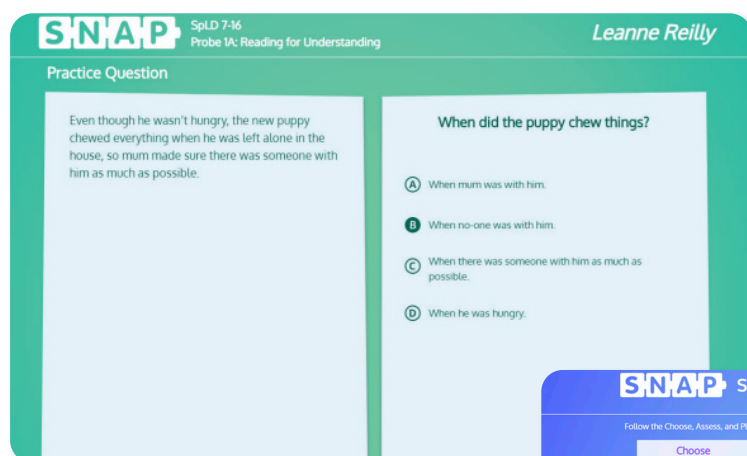 SNAP
SpLD 7-16
Probe 1A: Reading for Understanding
Leanne Reilly
Practice Question
Even though he wasn't hungry, the new puppy
chewed everything when he was left alone in the
house, so mum made sure there was someone with
him as much as possible.
When did the puppy chew things?
A When mum was with him.
B When no-one was with him.
C When there was someone with him as much as
possible.
D When he was hungry.
SNAP S
Follow the Choose, Assess, and
Choose